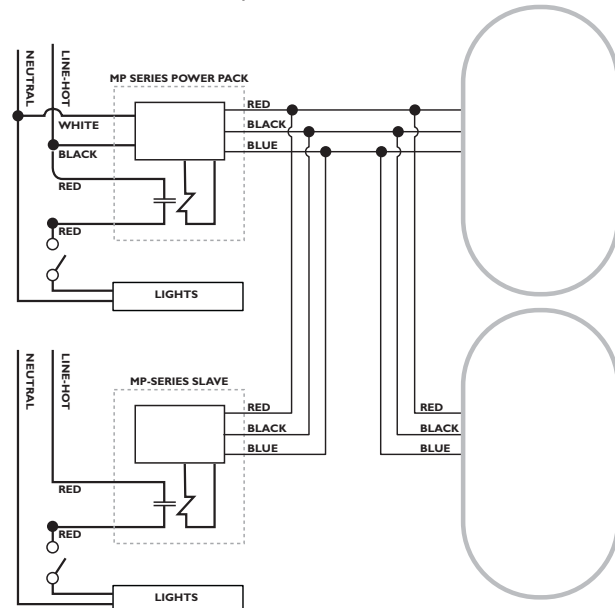 NEUTRAL
LINE-HOT
MP SERIES POWER PACK
WHITE
BLACK
RED
RED
RED
BLACK
BLUE
LIGHTS
NEUTRAL
LINE-HOT
MP-SERIES SLAVE
RED
RED
RED
BLACK
BLUE
RED
BLACK
BLUE
LIGHTS